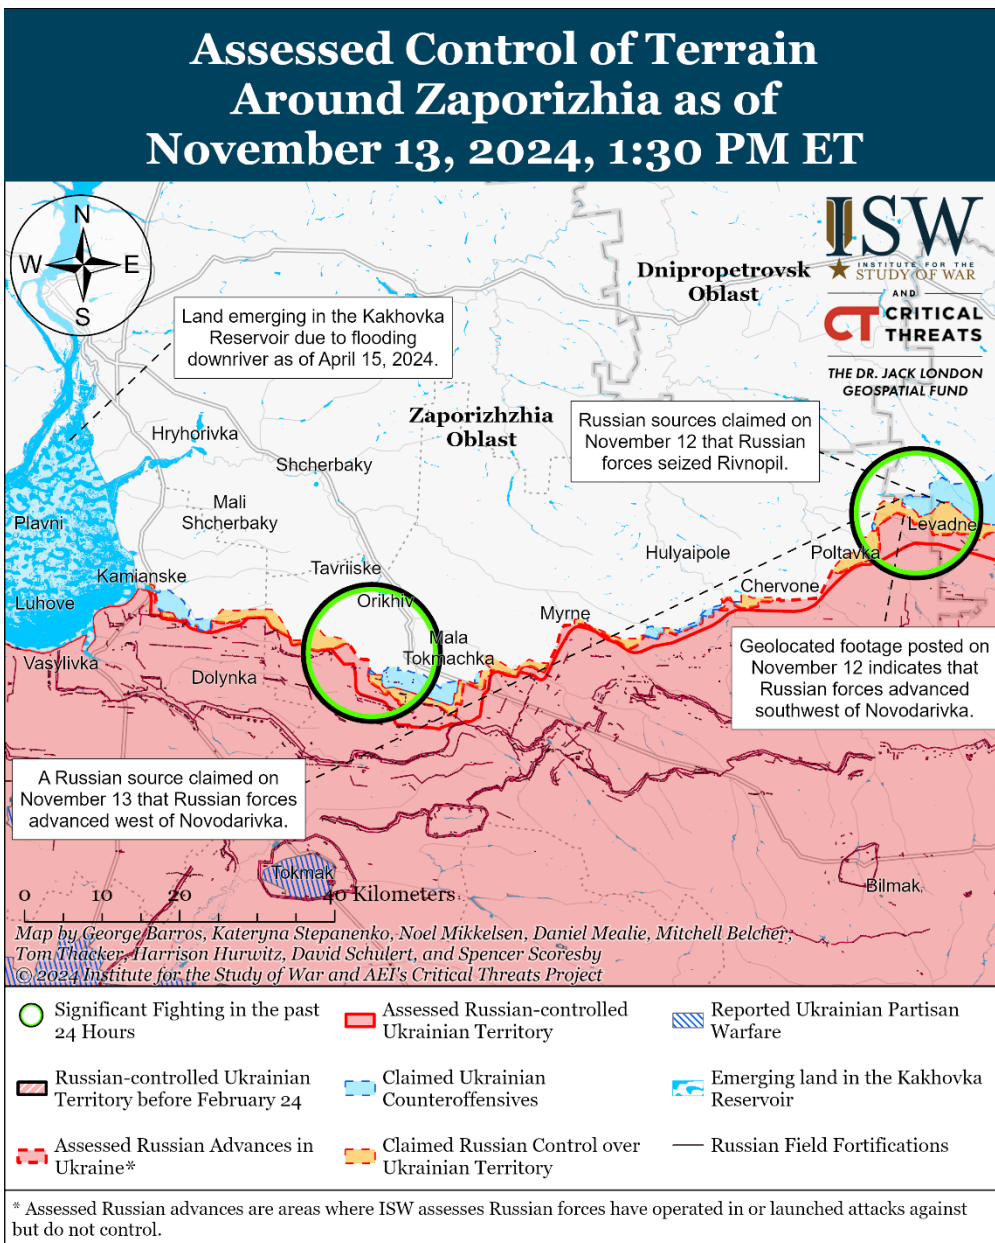 Assessed Control of Terrain
Around Zaporizhia as of
November 13, 2024, 1:30 PM ET
N
W
E
S
ISW
INSTITUTE FOR THE
STUDY OF WAR
AND
CT CRITICAL
THREATS
THE DR. JACK LONDON
GEOSPATIAL FUND
Dnipropetrovsk
Oblast
Land emerging in the Kakhovka
Reservoir due to flooding
downriver as of April 15, 2024.
Zaporizhzhia
Oblast
Russian sources claimed on
November 12 that Russian
forces seized Rivnopil.
Hryhorivka
Shcherbaky
Mali
Shcherbaky
Plavni
Levadne
Hulyaipole
Poltavka
Tavriiske
Kamianske
Chervone
Orikhiv
Luhove
Myrne
Mala
Tokmachka
Vasylivka
Dolynka
Geolocated footage posted on
November 12 indicates that
Russian forces advanced
southwest of Novodarivka.
A Russian source claimed on
November 13 that Russian forces
advanced west of Novodarivka.
Tokmak
Bilmak
0 10 20 40 Kilometers
Map by George Barros, Kateryna Stepanenko, Noel Mikkelsen, Daniel Mealie, Mitchell Belcher,
Tom Thacker, Harrison Hurwitz, David Schulert, and Spencer Scoresby
© 2024 Institute for the Study of War and AEI's Critical Threats Project
Significant Fighting in the past
24 Hours
Russian-controlled Ukrainian
Territory before February 24
Assessed Russian Advances in
Ukraine*
Assessed Russian-controlled
Ukrainian Territory
Claimed Ukrainian
Counteroffensives
Claimed Russian Control over
Ukrainian Territory
Reported Ukrainian Partisan
Warfare
Emerging land in the Kakhovka
Reservoir
Russian Field Fortifications
* Assessed Russian advances are areas where ISW assesses Russian forces have operated in or launched attacks against
but do not control.